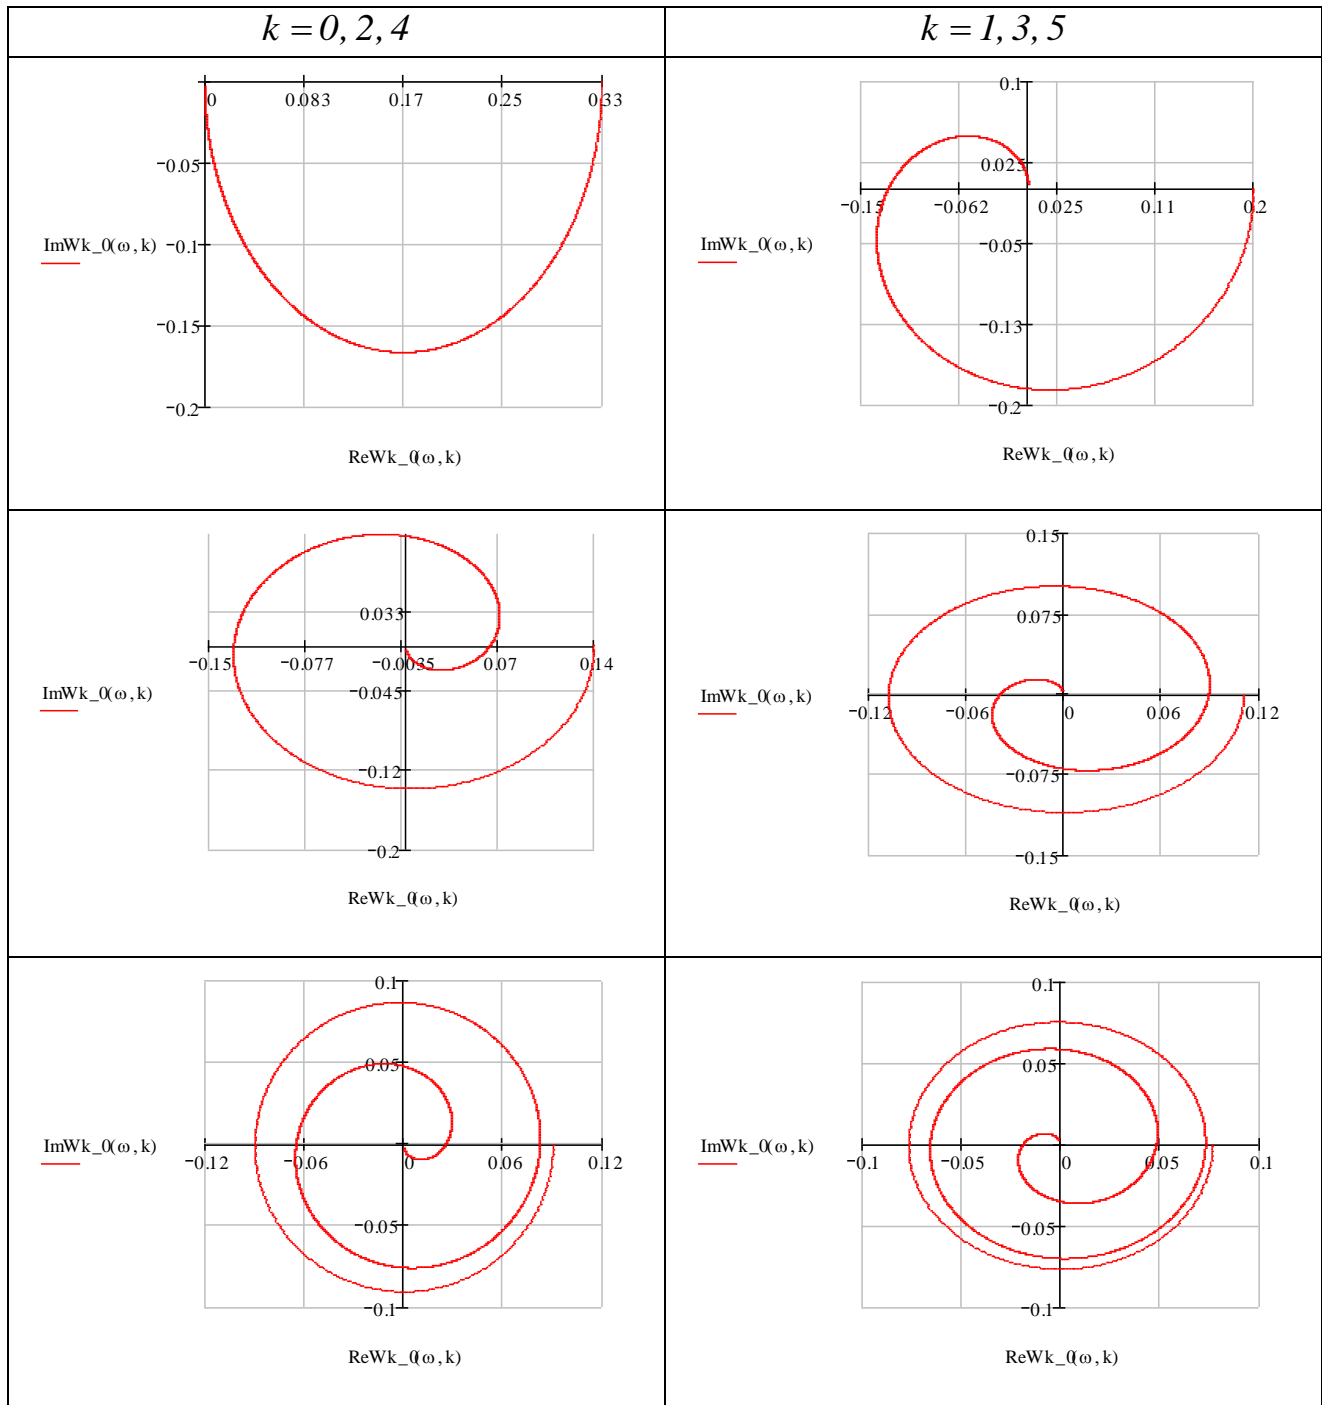 k = 0, 2, 4
k = 1, 3, 5
0 0.083 0.17 0.25 0.33
−0.05
ImWk_0(ω,k) −0.1
−0.15
−0.2
ReWk_0(ω,k)
0.1
0.025
−0.15 −0.062 0.025 0.11 0.2
ImWk_0(ω,k) −0.05
−0.13
−0.2
ReWk_0(ω,k)
0.033
−0.15 −0.077 −0.0035 0.07 0.14
ImWk_0(ω,k) −0.045
−0.12
−0.2
ReWk_0(ω,k)
0.15
0.075
ImWk_0(ω,k) −0.12 −0.06 0 0.06 0.12
−0.075
−0.15
ReWk_0(ω,k)
0.1
0.05
ImWk_0(ω,k) −0.12 −0.06 0 0.06 0.12
−0.05
−0.1
ReWk_0(ω,k)
0.1
0.05
ImWk_0(ω,k) −0.1 −0.05 0 0.05 0.1
−0.05
−0.1
ReWk_0(ω,k)